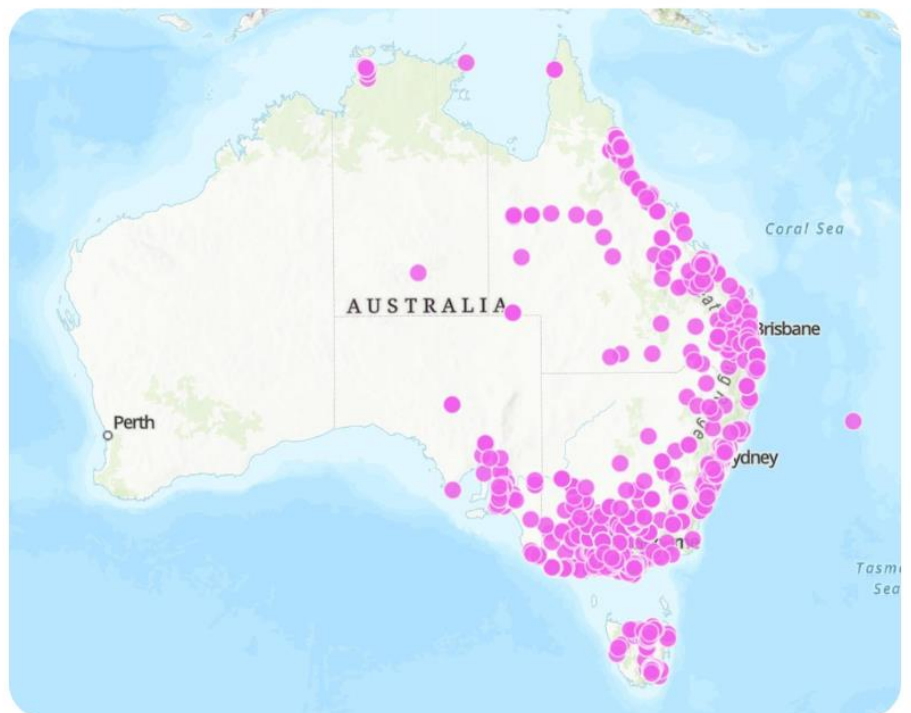 Coral Sea
AUSTRALIA
Brisbane
Perth
ydney
Tasm
Sea